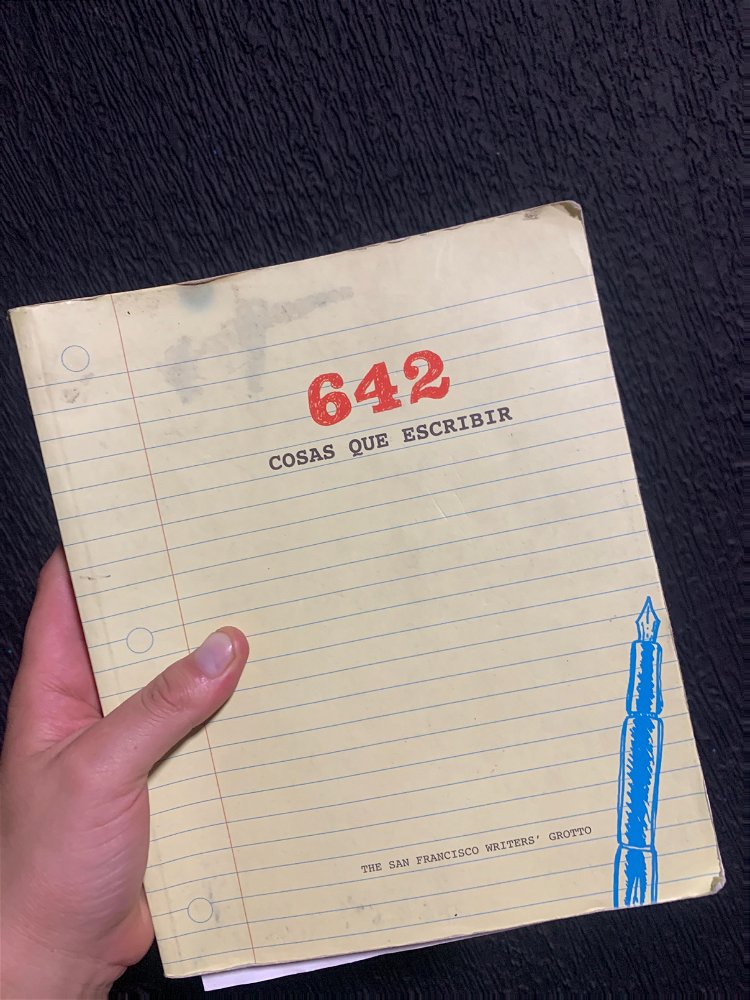 642
COSAS QUE ESCRIBIR
THE SAN FRANCISCO WRITERS' GROTTO